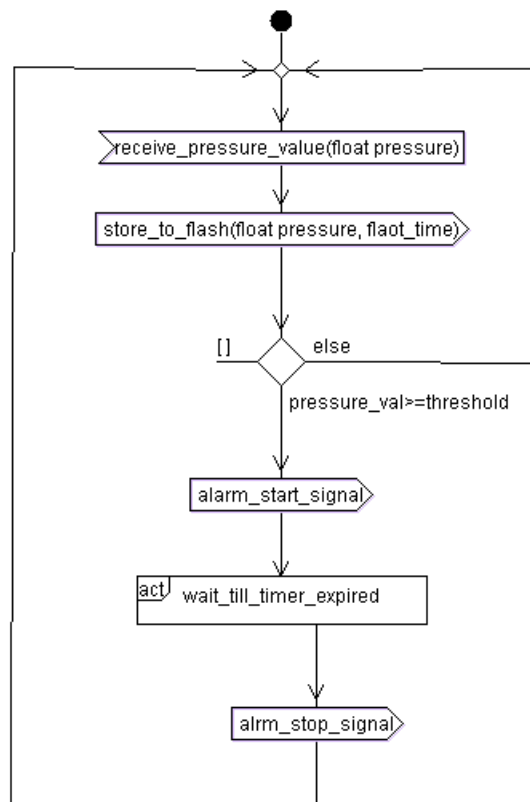 receive_pressure_value(float pressure)
store_to_flash(float pressure, flaot_time)
[ ] else
pressure_val>=threshold
alarm_start_signal
act wait_till_timer_expired
alrm_stop_signal